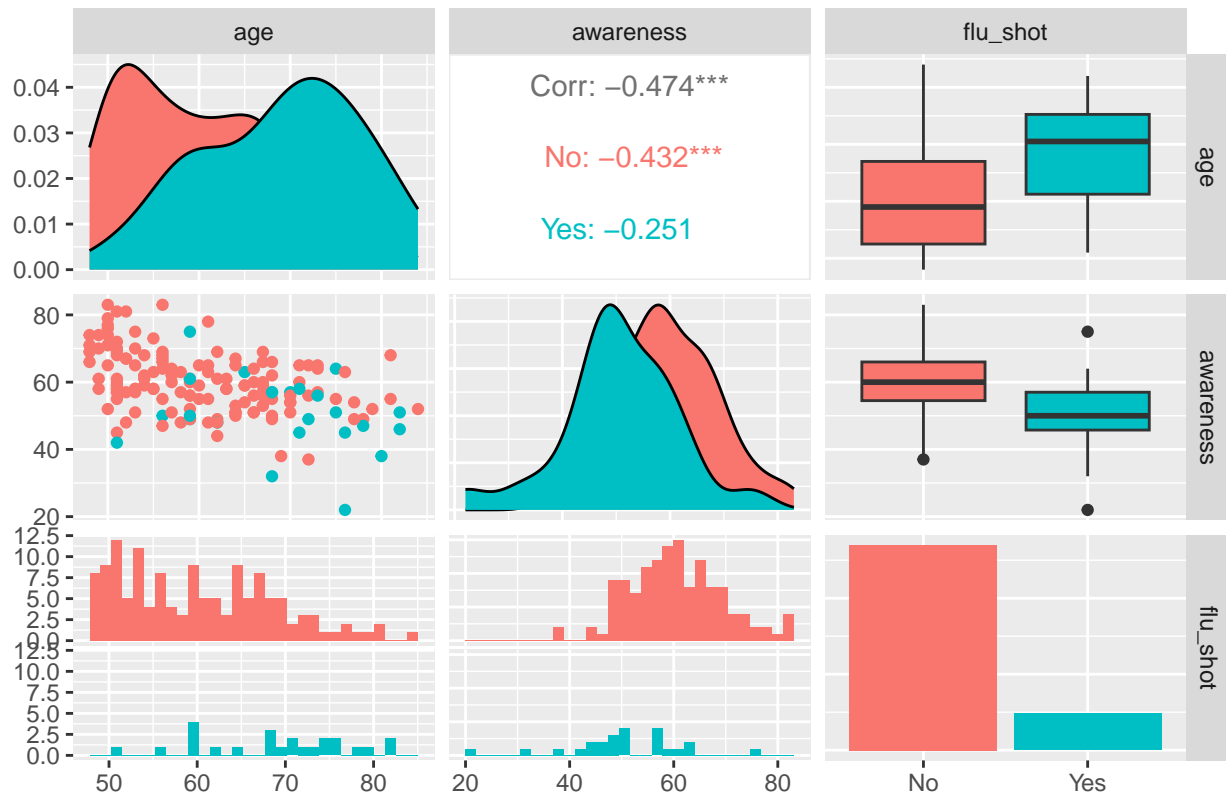 age awareness flu_shot
0.04
0.03
0.02
0.01
0.00
Corr: −0.474***
No: −0.432***
Yes: −0.251
age
80
60
40
20
awareness
12.5
10.0
7.5
5.0
2.5
0.0
12.5
10.0
7.5
5.0
2.5
0.0
flu_shot
50 60 70 80 20 40 60 80 No Yes